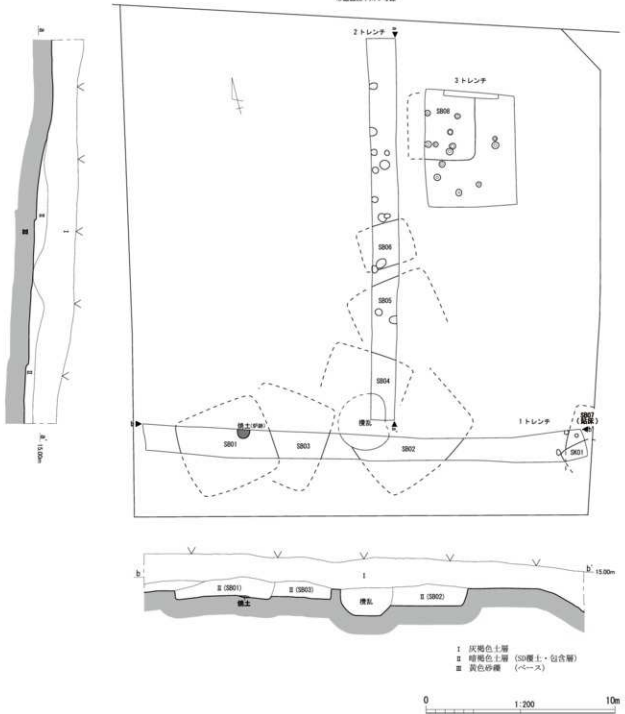 2 トレンチ
a
3 トレンチ
SB08
a
I
II
III
II
a'
15.00m
SB06
SB05
SB04
攪乱
焼土(炉跡)
b
SB01
SB03
SB02
a'
1 トレンチ
SB07
(貼床)
b'
SK01
b
I
b' 15.00m
II (SB01)
II (SB03)
焼土
攪乱
II (SB02)
I 灰褐色土層
II 暗褐色土層 (SD覆土・包含層)
III 黄色砂礫 (ベース)
0 1:200 10m